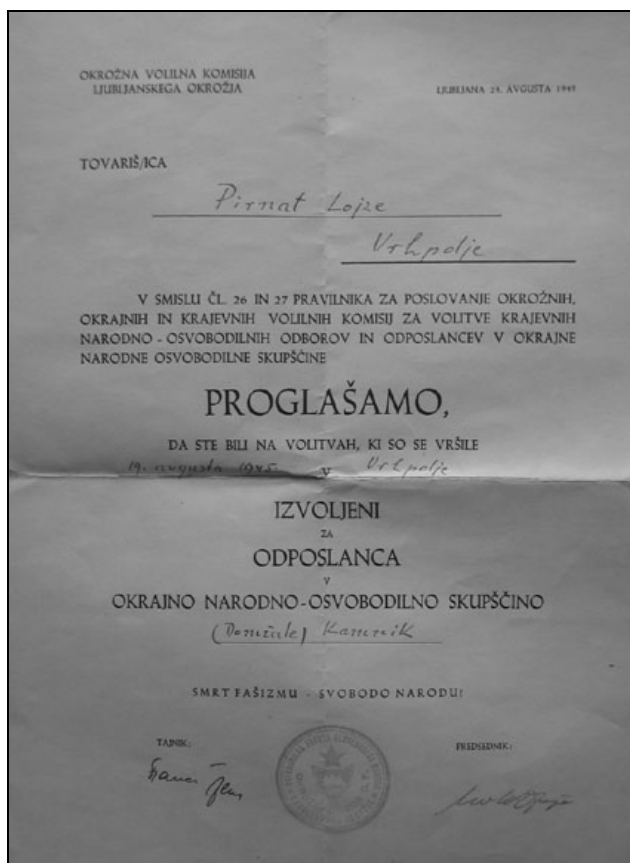 OKROŽNA VOLILNA KOMISIJA
LJUBLJANSKEGA OKROŽJA
LJUBLJANA 24. AVGUSTA 1945
TOVARIŠ/ICA
Pirnat Lojze
Vrhpolje
V SMISLU ČL. 26 IN 27 PRAVILNIKA ZA POSLOVANJE OKROŽNIH,
OKRAJNIH IN KRAJEVNIH VOLILNIH KOMISIJ ZA VOLITVE KRAJEVNIH
NARODNO-OSVOBODILNIH ODBOROV IN ODPOSLANCEV V OKRAJNE
NARODNE OSVOBODILNE SKUPŠČINE
PROGLAŠAMO,
DA STE BILI NA VOLITVAH, KI SO SE VRŠILE
19. avgusta 1945 V Vrhpolje
IZVOLJENI
ZA
ODPOSLANCA
V
OKRAJNO NARODNO-OSVOBODILNO SKUPŠČINO
(Domžale) Kamnik
SMRT FAŠIZMU - SVOBODO NARODU!
TAJNIK:
PREDSEDNIK: